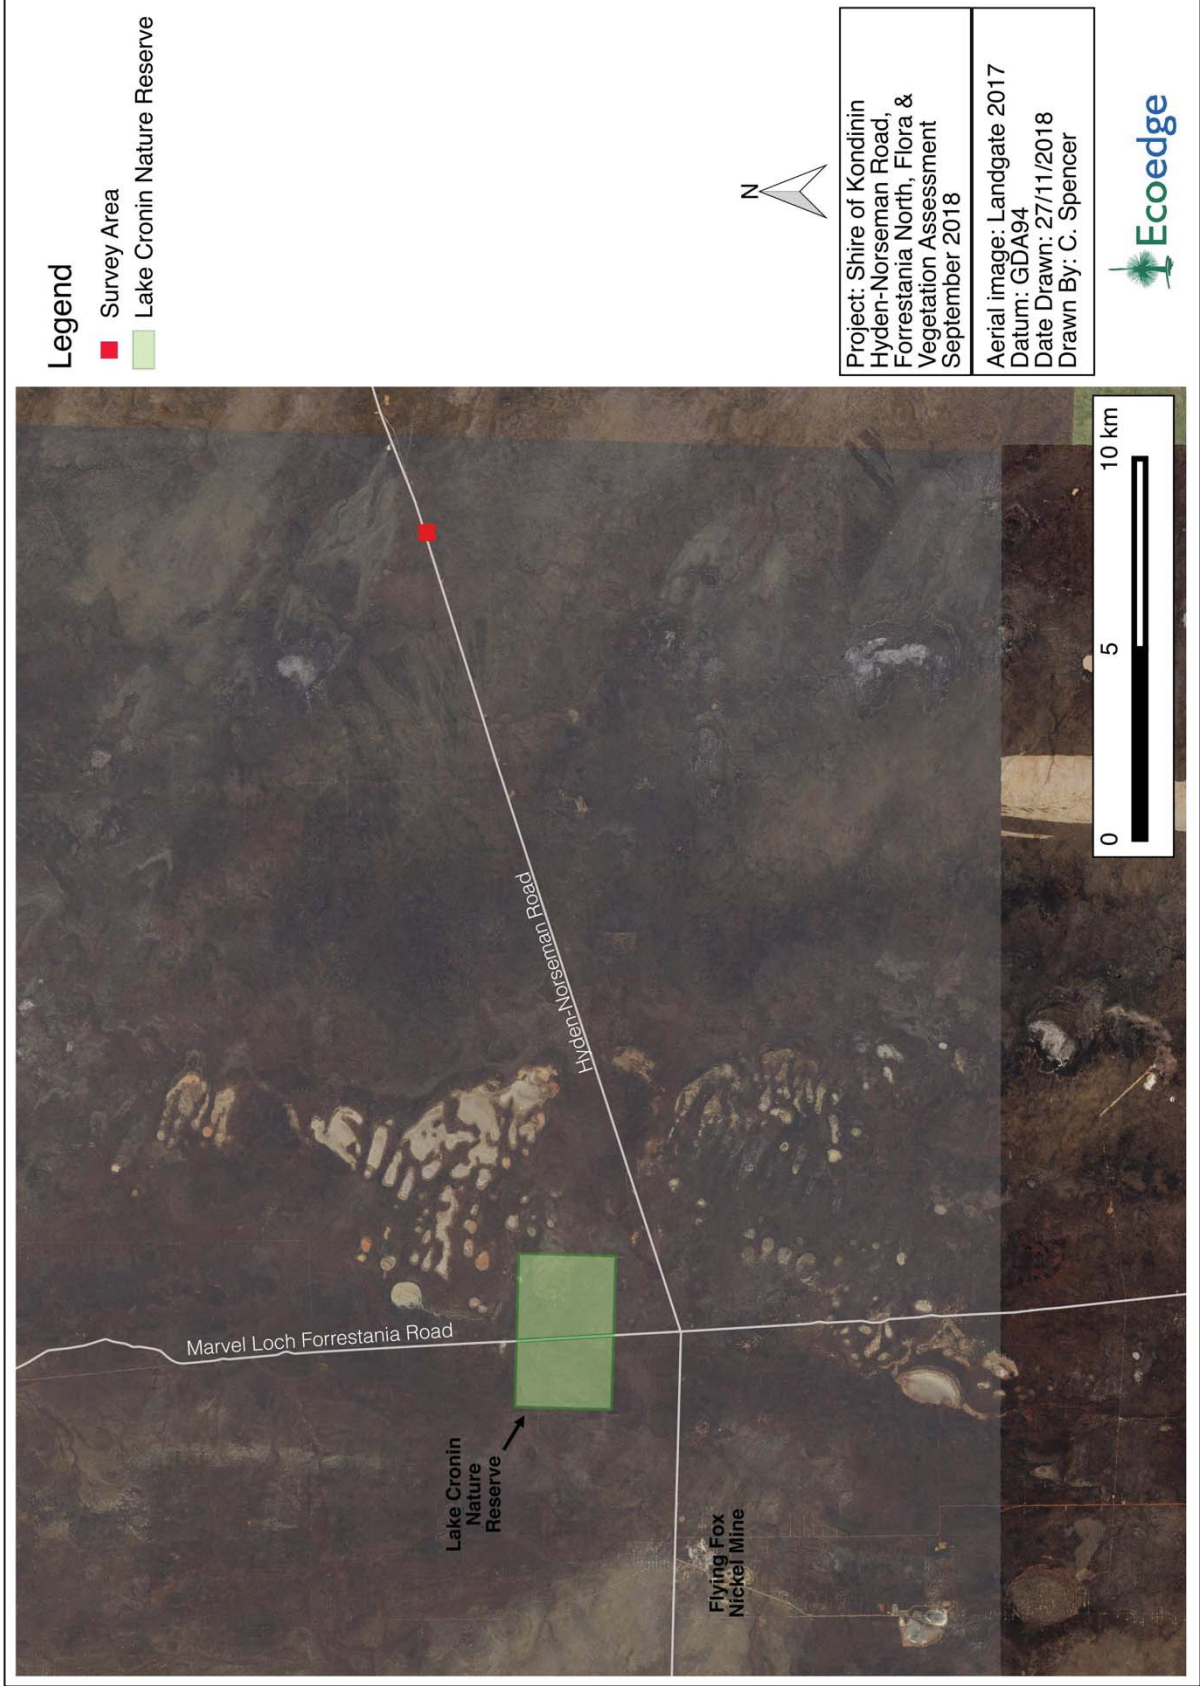 Legend
Survey Area
Lake Cronin Nature Reserve
N
Project: Shire of Kondinin
Hyden-Norseman Road,
Forrestania North, Flora &
Vegetation Assessment
September 2018
Aerial image: Landgate 2017
Datum: GDA94
Date Drawn: 27/11/2018
Drawn By: C. Spencer
Ecoedge
Marvel Loch Forrestania Road
Hyden-Norseman Road
Lake Cronin
Nature
Reserve
Flying Fox
Nickel Mine
0
5
10 km